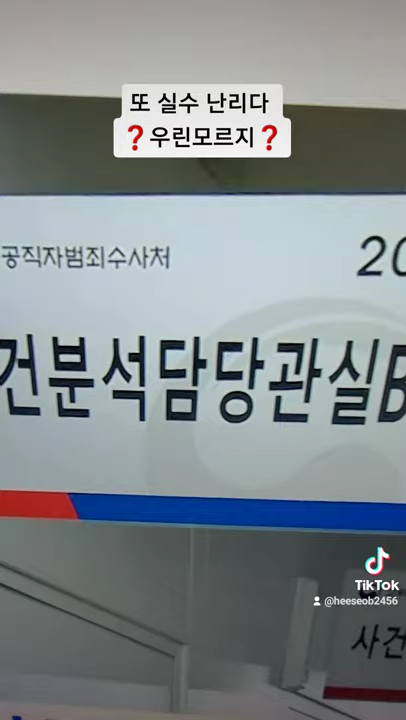 또 실수 난리다
❓우린모르지❓
공직자범죄수사처
20
건분석담당관실B
TikTok
@heeseob2456
사건